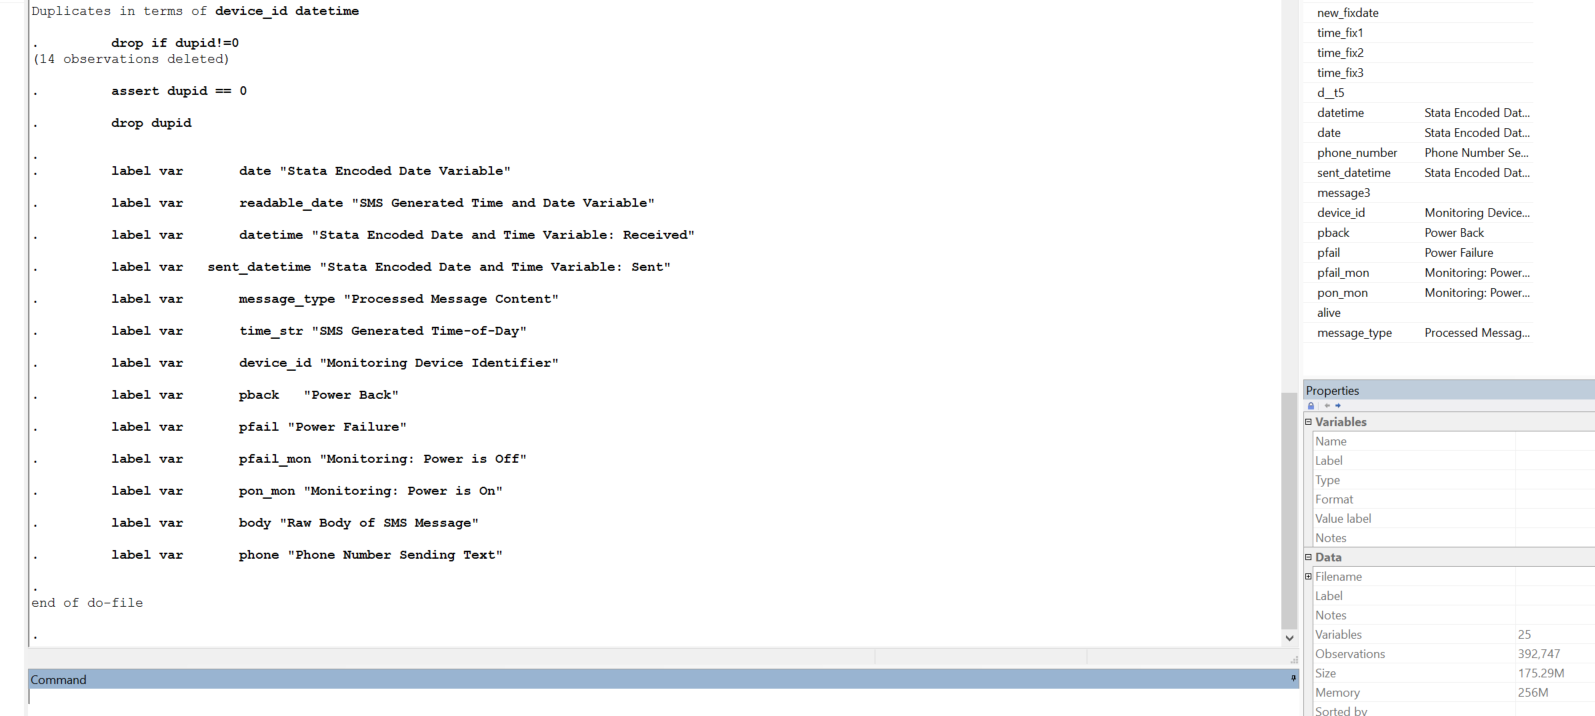 Duplicates in terms of device_id datetime
. drop if dupid!=0
(14 observations deleted)
. assert dupid == 0
. drop dupid
.
. label var date "Stata Encoded Date Variable"
. label var readable_date "SMS Generated Time and Date Variable"
. label var datetime "Stata Encoded Date and Time Variable: Received"
. label var sent_datetime "Stata Encoded Date and Time Variable: Sent"
. label var message_type "Processed Message Content"
. label var time_str "SMS Generated Time-of-Day"
. label var device_id "Monitoring Device Identifier"
. label var pback "Power Back"
. label var pfail "Power Failure"
. label var pfail_mon "Monitoring: Power is Off"
. label var pon_mon "Monitoring: Power is On"
. label var body "Raw Body of SMS Message"
. label var phone "Phone Number Sending Text"
.
end of do-file
.
Command
new_fixdate
time_fix1
time_fix2
time_fix3
d__t5
datetime Stata Encoded Dat...
date Stata Encoded Dat...
phone_number Phone Number Se...
sent_datetime Stata Encoded Dat...
message3
device_id Monitoring Device...
pback Power Back
pfail Power Failure
pfail_mon Monitoring: Power...
pon_mon Monitoring: Power...
alive
message_type Processed Messag...
Properties
Variables
Name
Label
Type
Format
Value label
Notes
Data
Filename
Label
Notes
Variables 25
Observations 392,747
Size 175.29M
Memory 256M
Sorted by